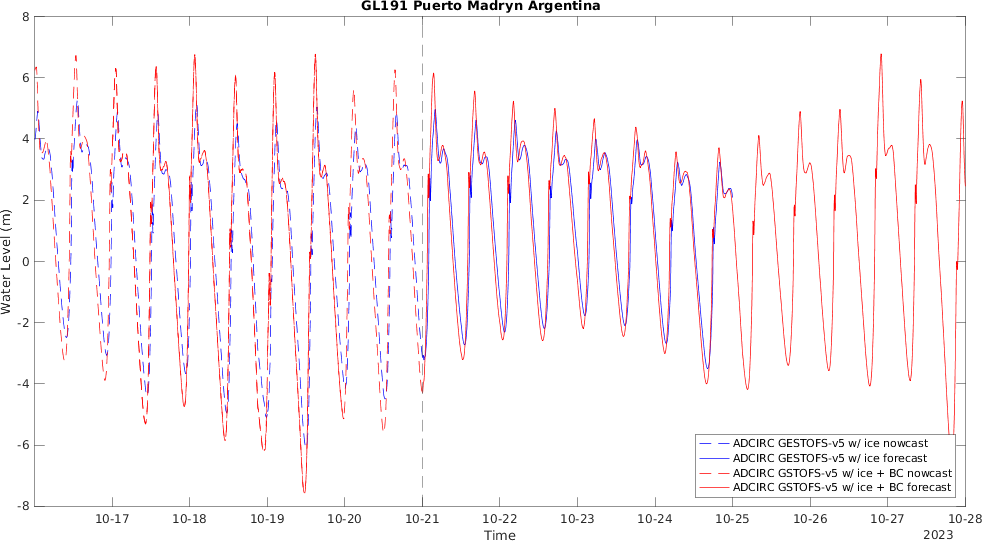 GL191 Puerto Madryn Argentina
Water Level (m)
8
6
4
2
0
-2
-4
-6
-8
ADCIRC GESTOFS-v5 w/ ice nowcast
ADCIRC GESTOFS-v5 w/ ice forecast
ADCIRC GSTOFS-v5 w/ ice + BC nowcast
ADCIRC GSTOFS-v5 w/ ice + BC forecast
10-17 10-18 10-19 10-20 10-21 10-22 10-23 10-24 10-25 10-26 10-27 10-28
Time
2023